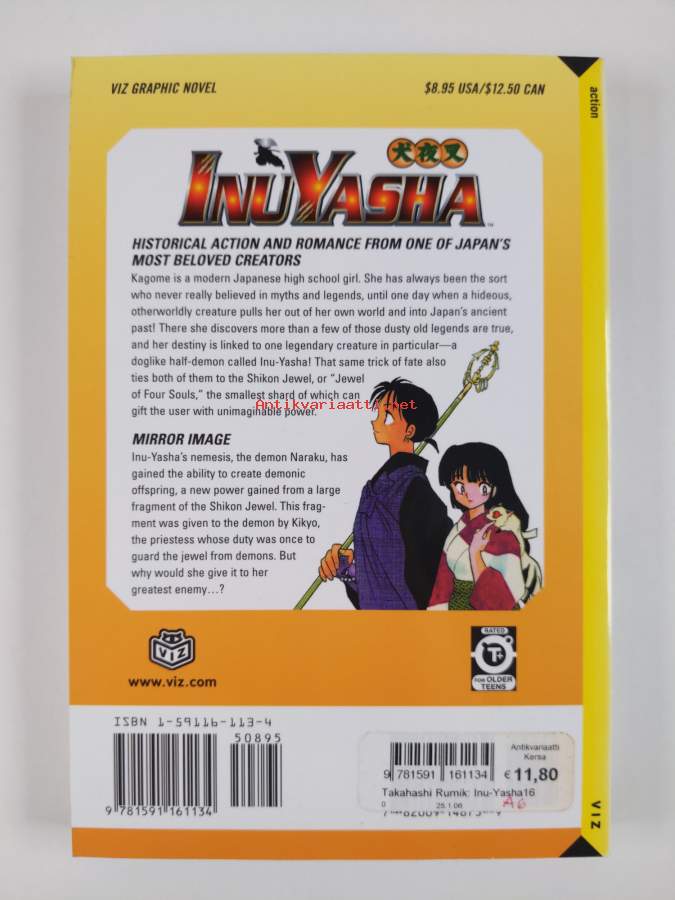 VIZ GRAPHIC NOVEL
$8.95 USA/$12.50 CAN
action
犬夜叉
INUYASHA™
HISTORICAL ACTION AND ROMANCE FROM ONE OF JAPAN'S
MOST BELOVED CREATORS
Kagome is a modern Japanese high school girl. She has always been the sort
who never really believed in myths and legends, until one day when a hideous,
otherworldly creature pulls her out of her own world and into Japan's ancient
past! There she discovers more than a few of those dusty old legends are true,
and her destiny is linked to one legendary creature in particular—a
doglike half-demon called Inu-Yasha! That same trick of fate also
ties both of them to the Shikon Jewel, or “Jewel
of Four Souls,” the smallest shard of which can
gift the user with unimaginable power.
Antikvariaatti.net
MIRROR IMAGE
Inu-Yasha's nemesis, the demon Naraku, has
gained the ability to create demonic
offspring, a new power gained from a large
fragment of the Shikon Jewel. This frag-
ment was given to the demon by Kikyo,
the priestess whose duty was once to
guard the jewel from demons. But
why would she give it to her
greatest enemy...?
VIZ
www.viz.com
RATED
T+
FOR OLDER
TEENS
ISBN 1-59116-113-4
50895
9 781591 161134
9 781591 161134
Antikvariaatti
Kersa
€ 11,80
Takahashi Rumik: Inu-Yasha16
0
25.1.06
A6
VIZ